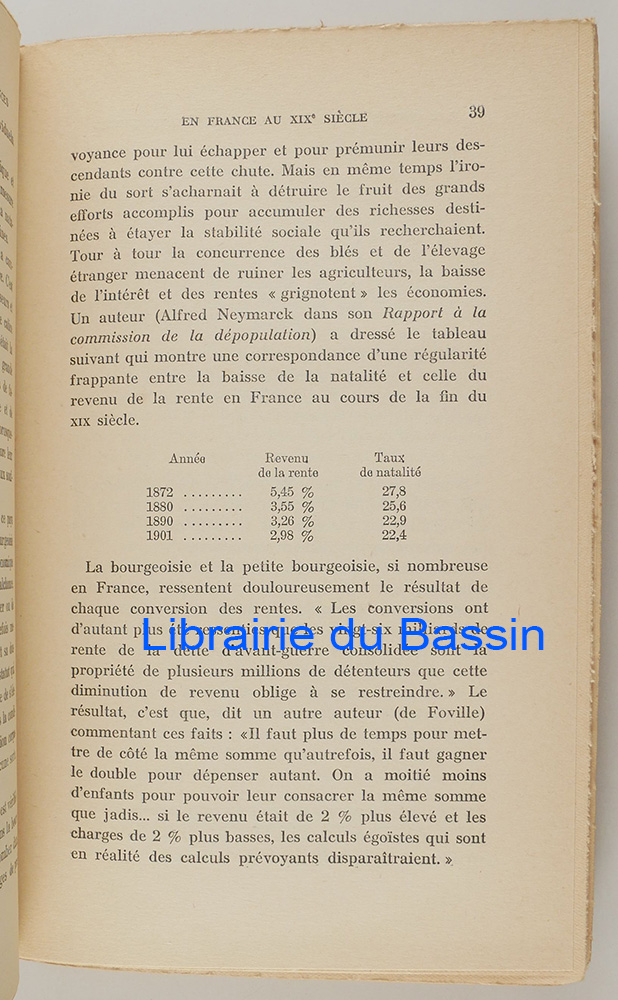 EN FRANCE AU XIXᵉ SIÈCLE 39
voyance pour lui échapper et pour prémunir leurs des-
cendants contre cette chute. Mais en même temps l'iro-
nie du sort s'acharnait à détruire le fruit des grands
efforts accomplis pour accumuler des richesses desti-
nées à étayer la stabilité sociale qu'ils recherchaient.
Tour à tour la concurrence des blés et de l'élevage
étranger menacent de ruiner les agriculteurs, la baisse
de l'intérêt et des rentes « grignotent » les économies.
Un auteur (Alfred Neymarck dans son Rapport à la
commission de la dépopulation) a dressé le tableau
suivant qui montre une correspondance d'une régularité
frappante entre la baisse de la natalité et celle du
revenu de la rente en France au cours de la fin du
XIX siècle.
Année Revenu Taux
de la rente de natalité
1872 ......... 5,45 % 27,8
1880 ......... 3,55 % 25,6
1890 ......... 3,26 % 22,9
1901 ......... 2,98 % 22,4
La bourgeoisie et la petite bourgeoisie, si nombreuse
en France, ressentent douloureusement le résultat de
chaque conversion des rentes. « Les conversions ont
d'autant plus été ressenties que les vingt-six milliards de
Librairie du Bassin
rente de la dette d'avant-guerre consolidée sont la
propriété de plusieurs millions de détenteurs que cette
diminution de revenu oblige à se restreindre. » Le
résultat, c'est que, dit un autre auteur (de Foville)
commentant ces faits : «Il faut plus de temps pour met-
tre de côté la même somme qu'autrefois, il faut gagner
le double pour dépenser autant. On a moitié moins
d'enfants pour pouvoir leur consacrer la même somme
que jadis... si le revenu était de 2 % plus élevé et les
charges de 2 % plus basses, les calculs égoïstes qui sont
en réalité des calculs prévoyants disparaîtraient. »